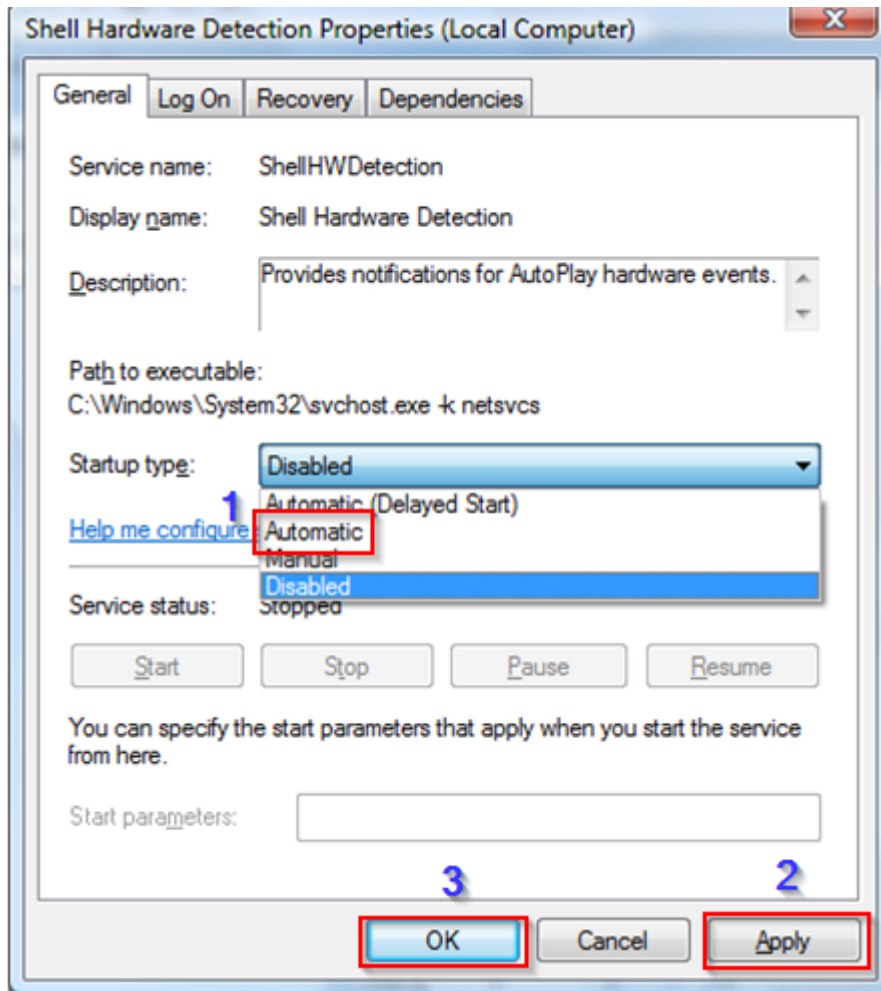 Shell Hardware Detection Properties (Local Computer)
General Log On Recovery Dependencies
Service name: ShellHWDetection
Display name: Shell Hardware Detection
Description: Provides notifications for AutoPlay hardware events.
Path to executable:
C:\Windows\System32\svchost.exe -k netsvcs
Startup type: Disabled
Automatic (Delayed Start)
1
Help me configure Automatic
Manual
Disabled
Service status: Stopped
Start Stop Pause Resume
You can specify the start parameters that apply when you start the service
from here.
Start parameters:
3 2
OK Cancel Apply